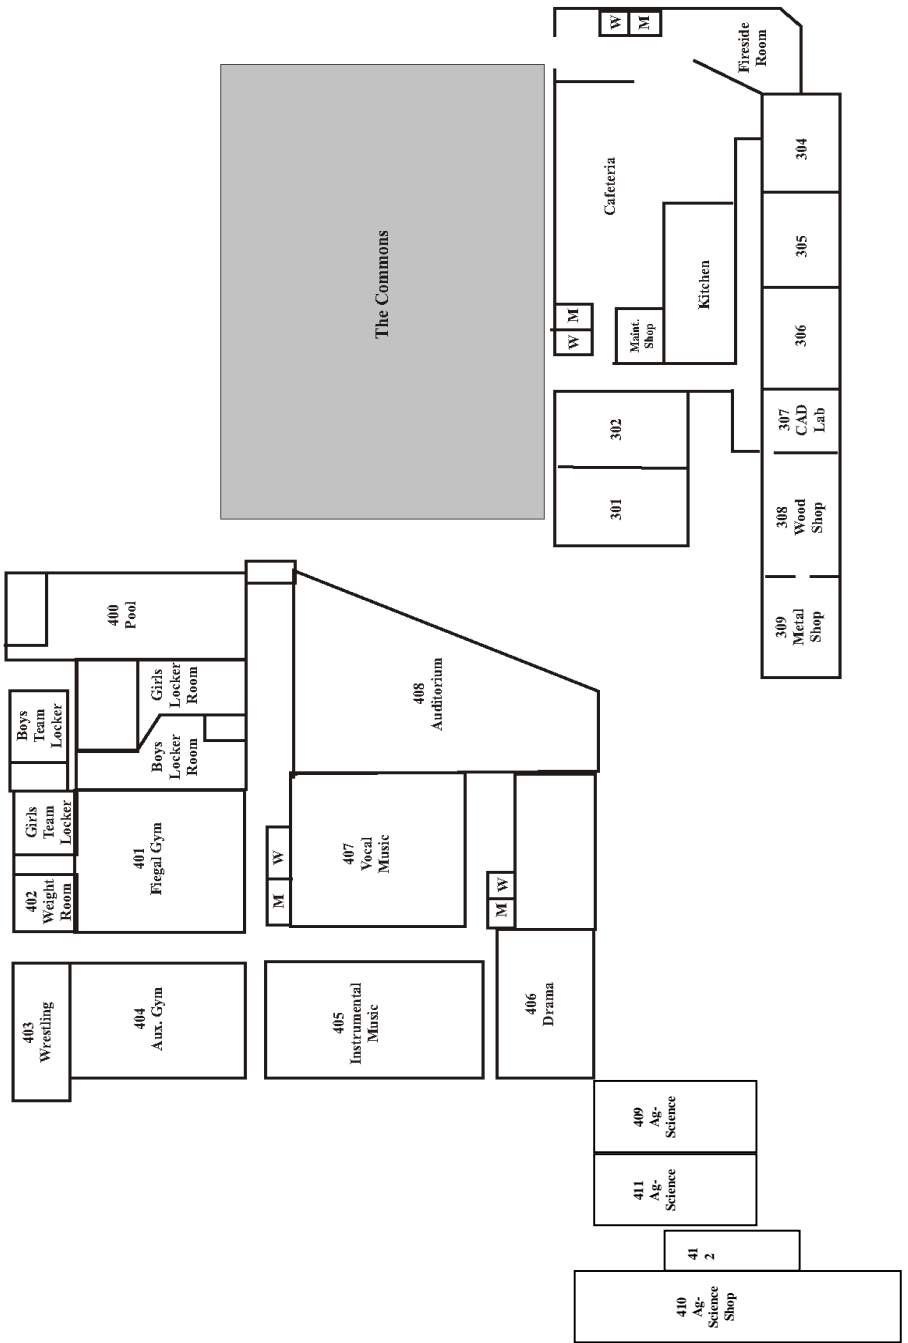 403
Wrestling
402
Weight
Room
Girls
Team
Locker
Boys
Team
Locker
404
Aux. Gym
401
Fiegal Gym
Boys
Locker
Room
Girls
Locker
Room
400
Pool
M
W
405
Instrumental
Music
407
Vocal
Music
The Commons
408
Auditorium
406
Drama
M
W
301
302
W
M
Cafeteria
W
M
Maint.
Shop
Kitchen
Fireside
Room
409
Ag-
Science
411
Ag-
Science
41
2
410
Ag-
Science
Shop
309
Metal
Shop
308
Wood
Shop
307
CAD
Lab
306
305
304